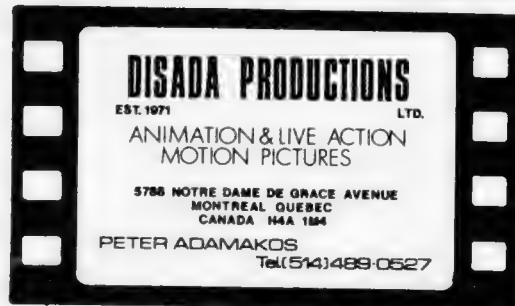 DISADA PRODUCTIONS
EST. 1971 LTD.
ANIMATION & LIVE ACTION
MOTION PICTURES
5788 NOTRE DAME DE GRACE AVENUE
MONTREAL QUEBEC
CANADA H4A 1M4
PETER ADAMAKOS
Tel.(514)489-0527